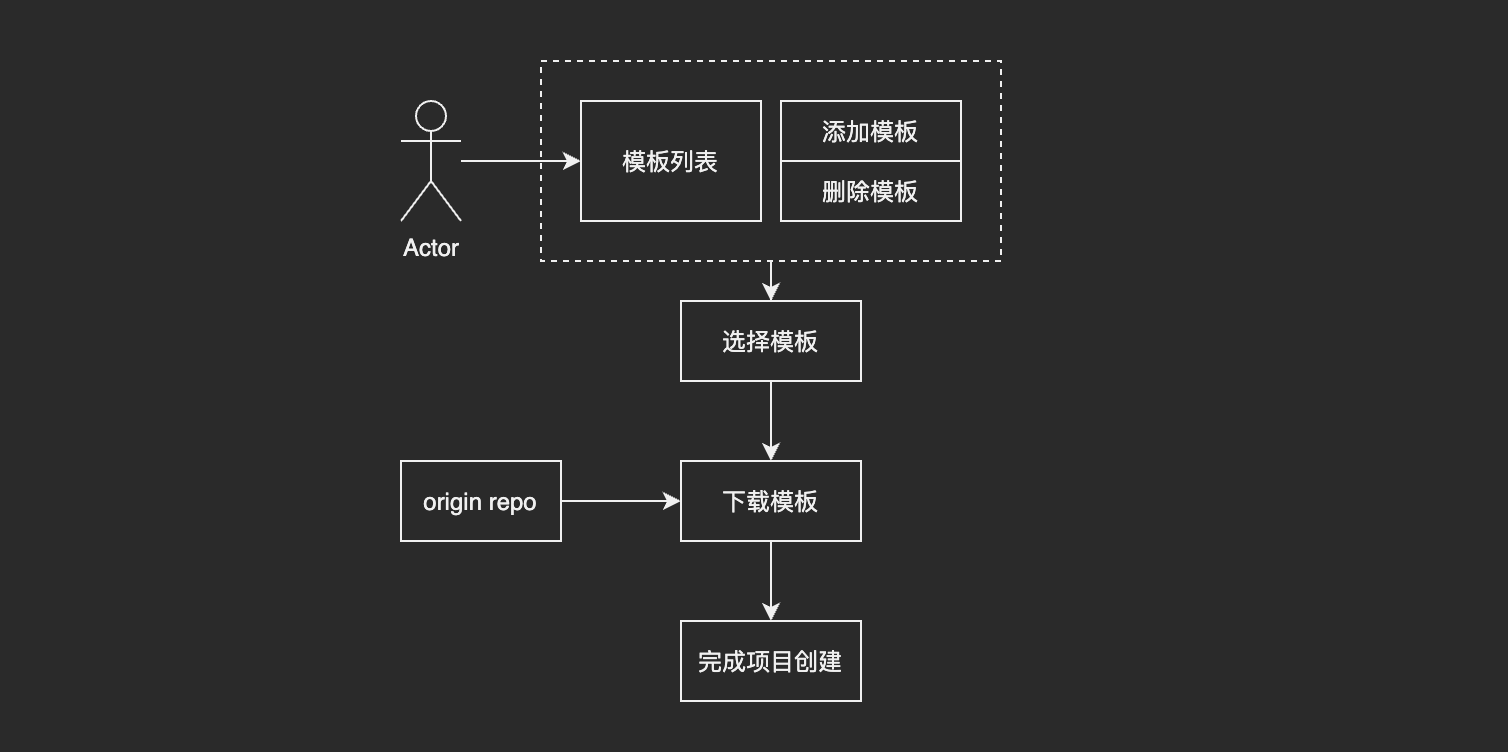 模板列表
添加模板
删除模板
Actor
选择模板
origin repo
下载模板
完成项目创建